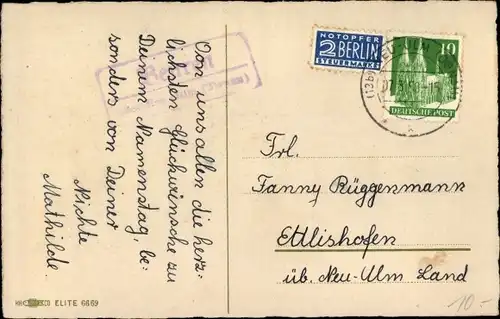 Von uns allen die herz-
lichsten Glückwünsche zu
Deinem Namenstag, be-
sonders von Deiner
Nichte
Mathilde.
NOTOPFER
2 BERLIN
STEUERMARKE
10
DEUTSCHE POST
Frl.
Fanny Rüggenmann
Ettlishofen
üb. Neu-Ulm Land
ELITE 6669
10.-